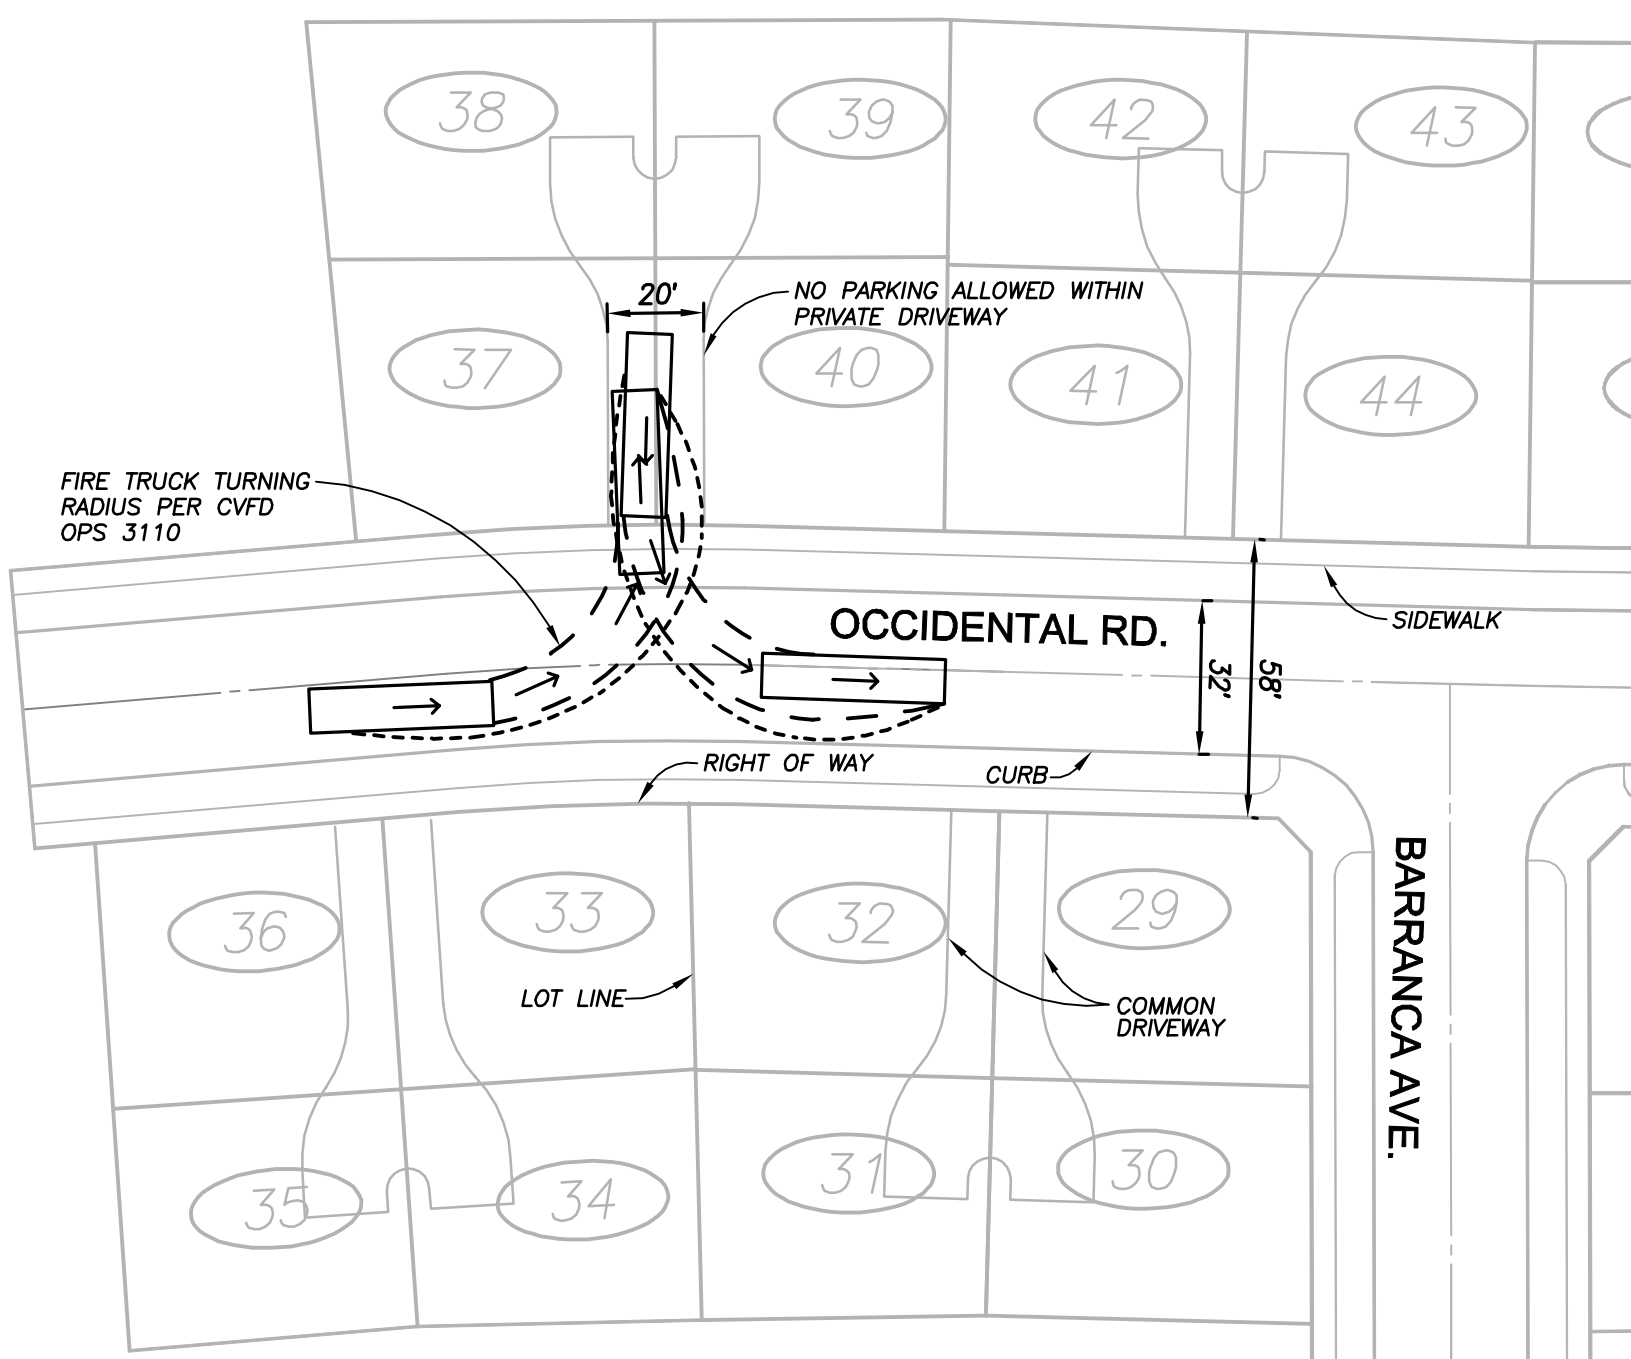 38
39
42
43
20'
NO PARKING ALLOWED WITHIN
PRIVATE DRIVEWAY
37
40
41
44
FIRE TRUCK TURNING
RADIUS PER CVFD
OPS 3110
OCCIDENTAL RD.
SIDEWALK
32'
58'
RIGHT OF WAY
CURB
BARRANCA AVE.
36
33
32
29
LOT LINE
COMMON
DRIVEWAY
35
34
31
30